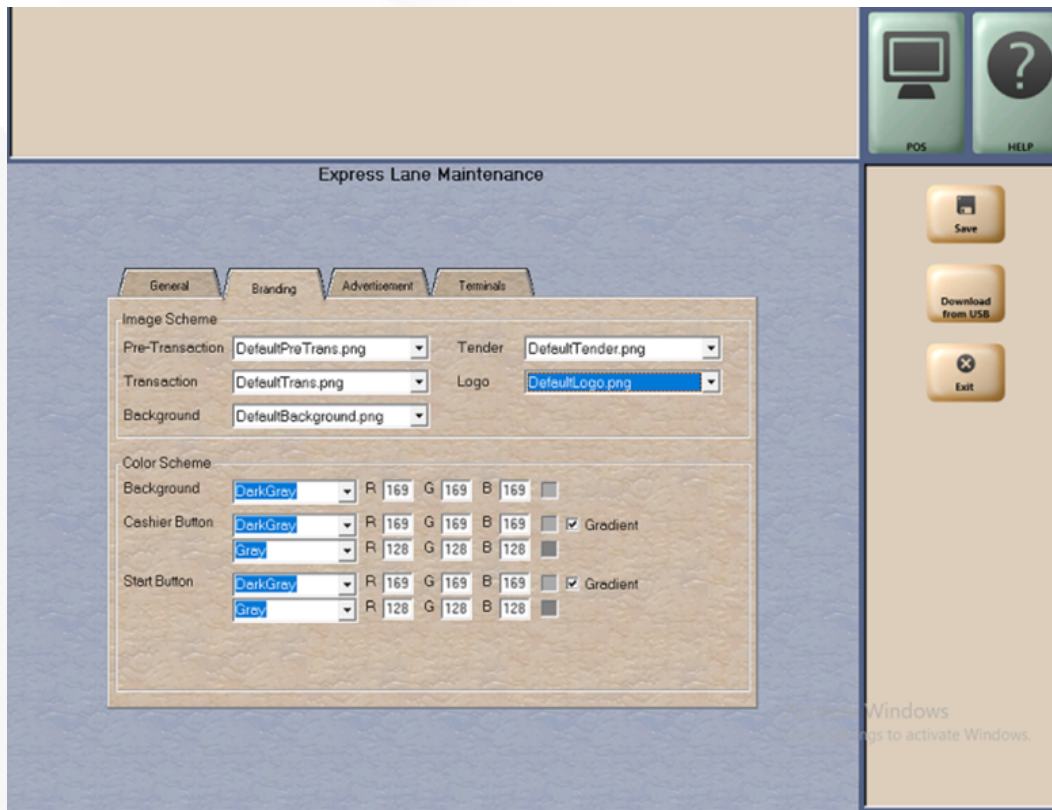 POS HELP
Express Lane Maintenance
Save
General Branding Advertisement Terminals
Download
from USB
Image Scheme
Pre-Transaction DefaultPreTrans.png Tender DefaultTender.png
Transaction DefaultTrans.png Logo DefaultLogo.png
Exit
Background DefaultBackground.png
Color Scheme
Background DarkGray R 169 G 169 B 169
Cashier Button DarkGray R 169 G 169 B 169 Gradient
Gray R 128 G 128 B 128
Start Button DarkGray R 169 G 169 B 169 Gradient
Gray R 128 G 128 B 128
Windows
to activate Windows.